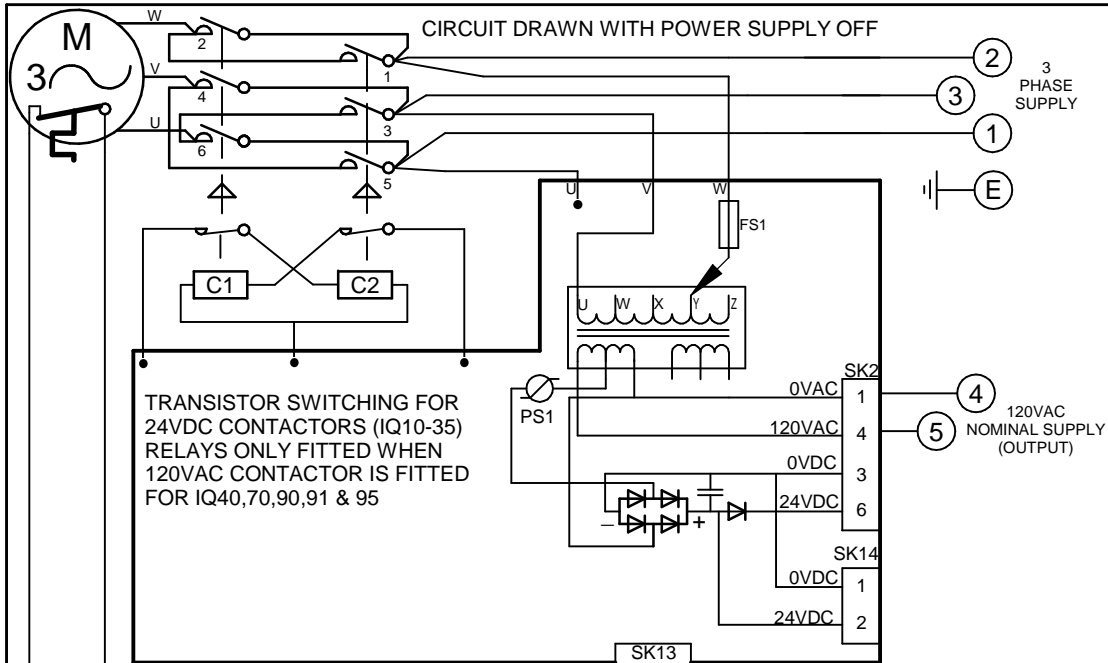 CIRCUIT DRAWN WITH POWER SUPPLY OFF
M
3
W
V
U
2
4
6
1
3
5
2
3
1
E
3
PHASE
SUPPLY
U
V
W
FS1
C1
C2
U
W
X
Y
Z
PS1
TRANSISTOR SWITCHING FOR
24VDC CONTACTORS (IQ10-35)
RELAYS ONLY FITTED WHEN
120VAC CONTACTOR IS FITTED
FOR IQ40,70,90,91 & 95
SK2
0VAC
1
120VAC
4
0VDC
3
24VDC
6
4
5
120VAC
NOMINAL SUPPLY
(OUTPUT)
–
+
SK14
0VDC
1
24VDC
2
SK13